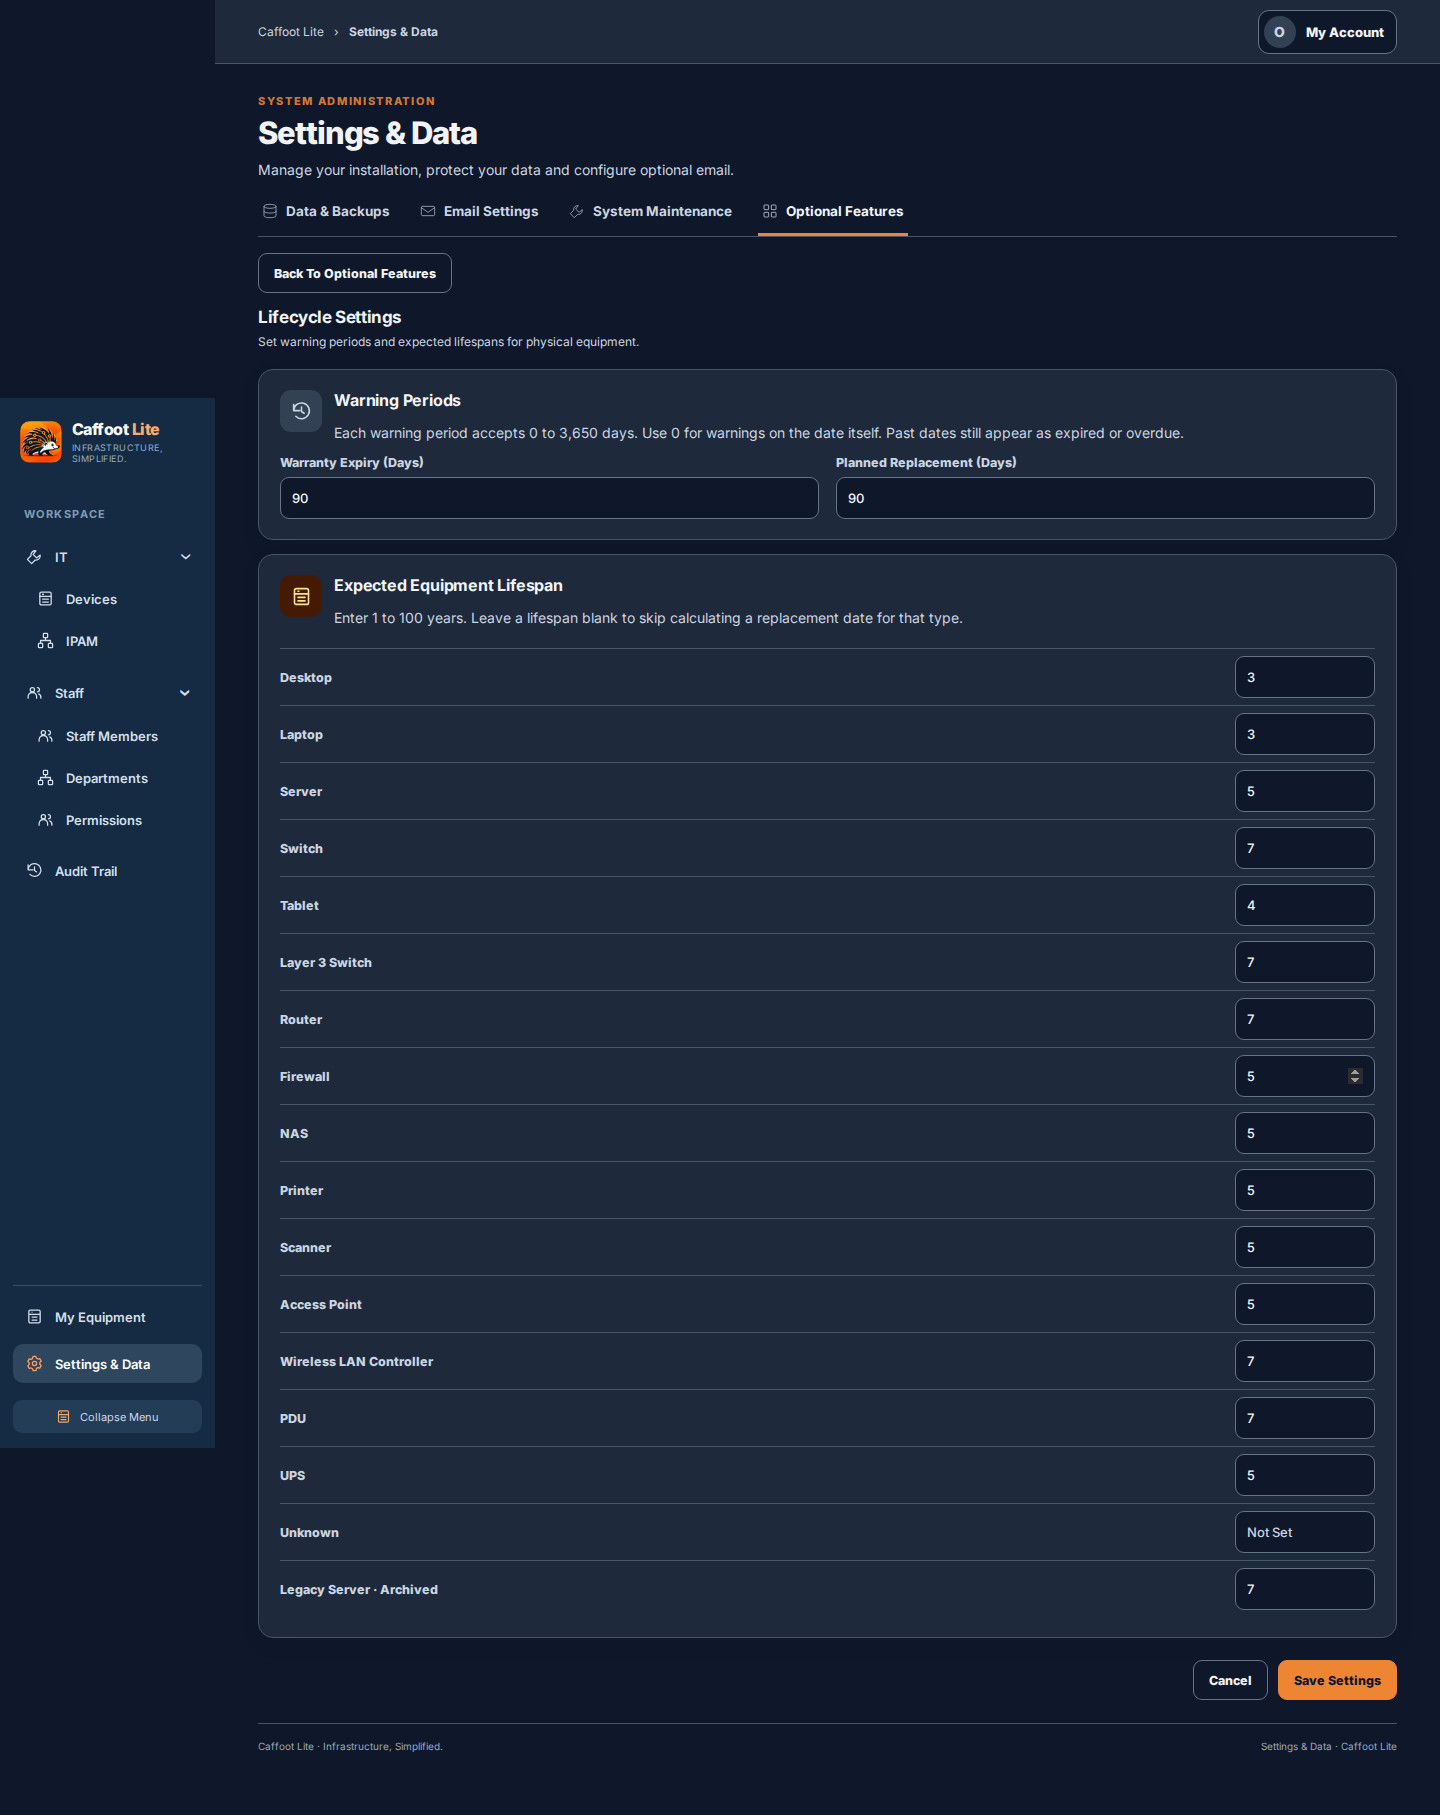 Caffoot Lite › Settings & Data
O My Account
SYSTEM ADMINISTRATION
Settings & Data
Manage your installation, protect your data and configure optional email.
Data & Backups Email Settings System Maintenance Optional Features
Back To Optional Features
Lifecycle Settings
Set warning periods and expected lifespans for physical equipment.
Warning Periods
Each warning period accepts 0 to 3,650 days. Use 0 for warnings on the date itself. Past dates still appear as expired or overdue.
Warranty Expiry (Days) Planned Replacement (Days)
90 90
Expected Equipment Lifespan
Enter 1 to 100 years. Leave a lifespan blank to skip calculating a replacement date for that type.
Desktop 3
Laptop 3
Server 5
Switch 7
Tablet 4
Layer 3 Switch 7
Router 7
Firewall 5
NAS 5
Printer 5
Scanner 5
Access Point 5
Wireless LAN Controller 7
PDU 7
UPS 5
Unknown Not Set
Legacy Server · Archived 7
Cancel Save Settings
Caffoot Lite · Infrastructure, Simplified. Settings & Data · Caffoot Lite
Caffoot Lite
INFRASTRUCTURE,
SIMPLIFIED.
WORKSPACE
IT
Devices
IPAM
Staff
Staff Members
Departments
Permissions
Audit Trail
My Equipment
Settings & Data
Collapse Menu